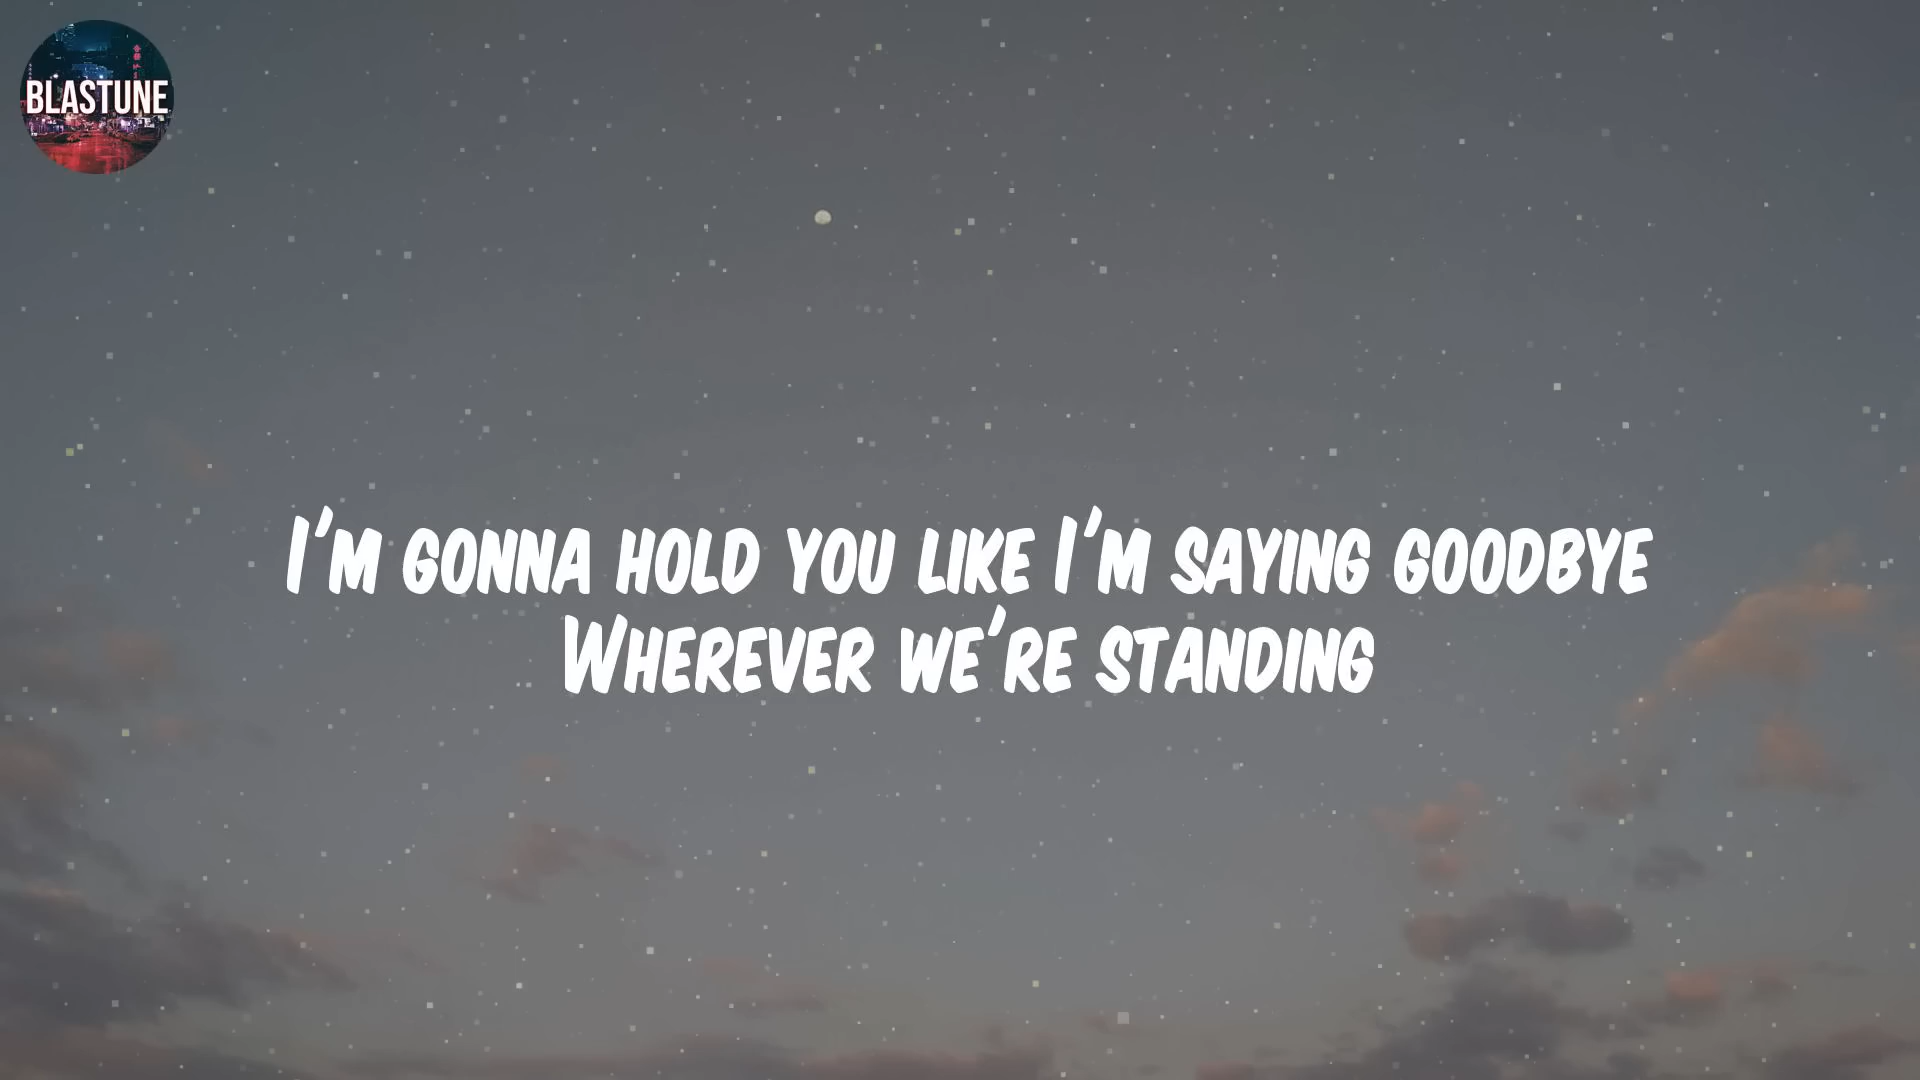 BLASTUNE
I'm gonna hold you like I'm saying goodbye
Wherever we're standing